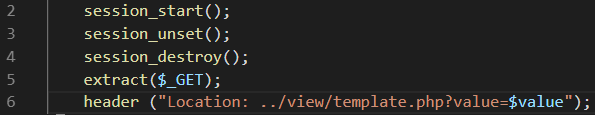 2 session_start();
3 session_unset();
4 session_destroy();
5 extract($_GET);
6 header ("Location: ../view/template.php?value=$value");